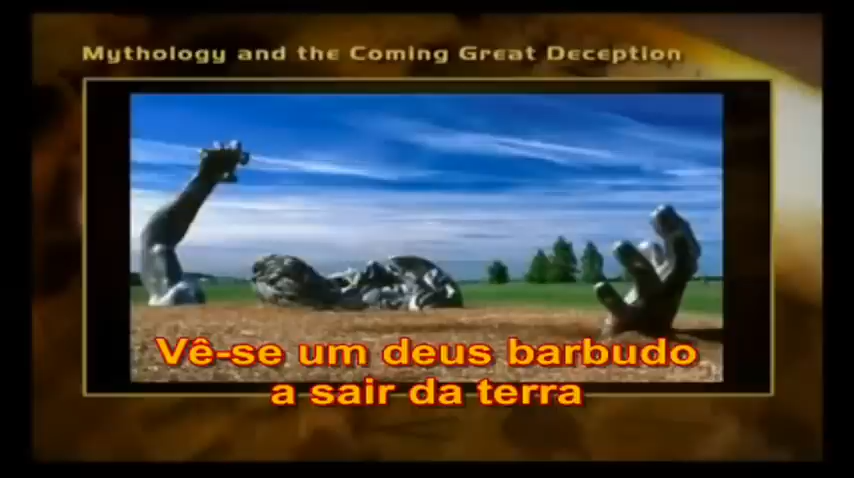 Mythology and the Coming Great Deception
Vê-se um deus barbudo
a sair da terra